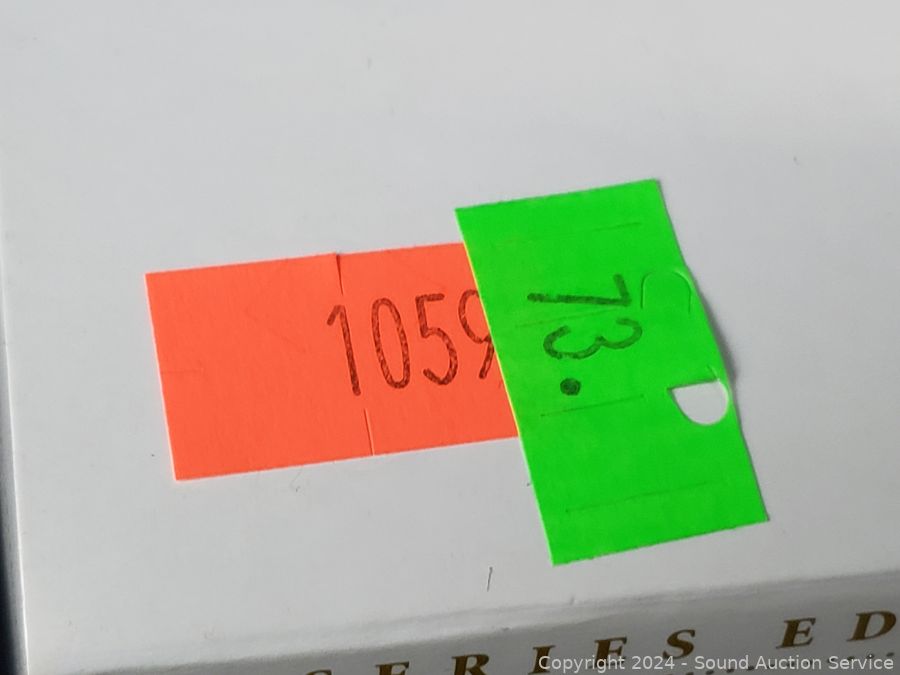 1059
73.
SERIES ED
Copyright 2024 - Sound Auction Service